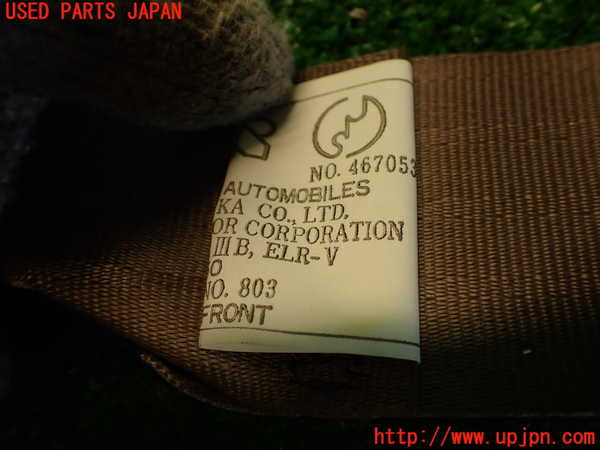 USED PARTS JAPAN
NO. 467053
AUTOMOBILES
KA CO., LTD.
OR CORPORATION
III B, ELR-V
O
NO. 803
FRONT
http://www.upjpn.com